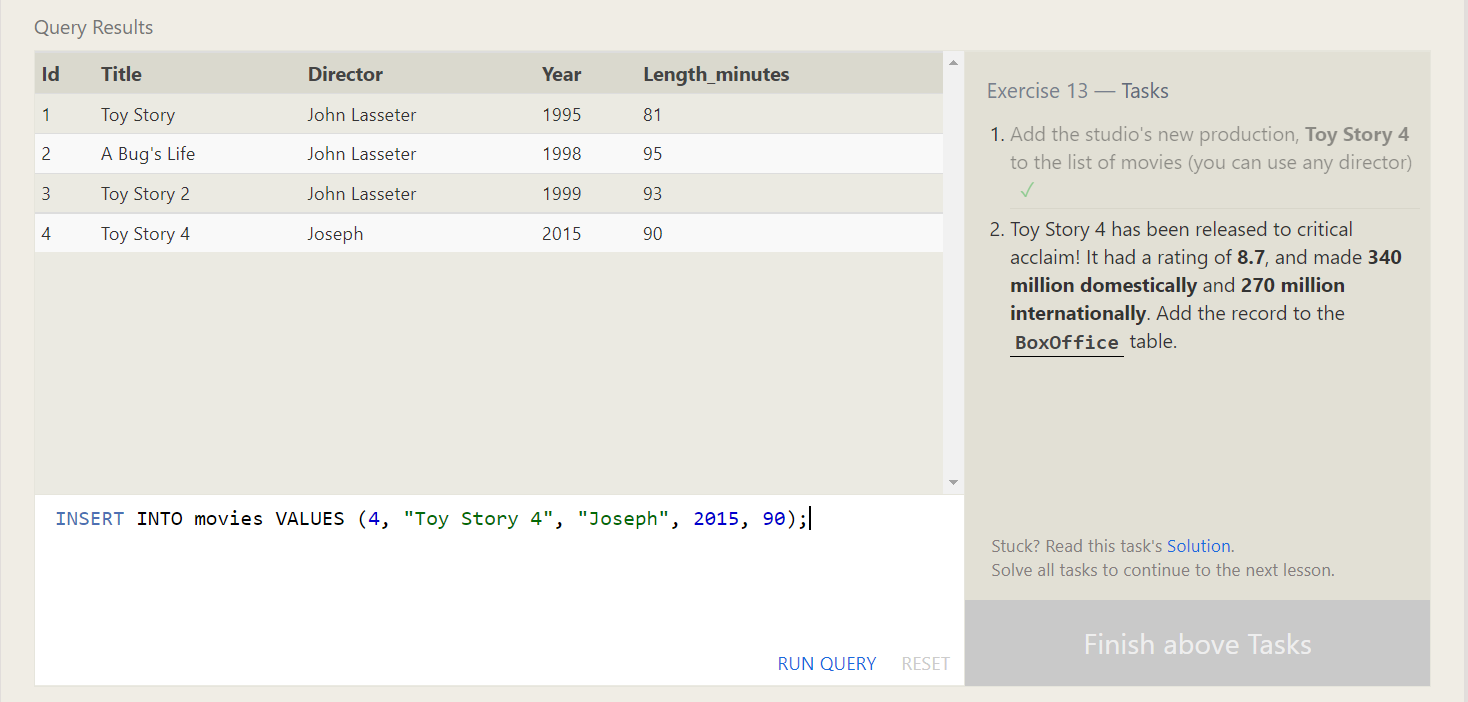 Query Results
Id Title Director Year Length_minutes
1 Toy Story John Lasseter 1995 81
2 A Bug's Life John Lasseter 1998 95
3 Toy Story 2 John Lasseter 1999 93
4 Toy Story 4 Joseph 2015 90
INSERT INTO movies VALUES (4, "Toy Story 4", "Joseph", 2015, 90);
RUN QUERY RESET
Exercise 13 — Tasks
1. Add the studio's new production, Toy Story 4
to the list of movies (you can use any director)
✓
2. Toy Story 4 has been released to critical
acclaim! It had a rating of 8.7, and made 340
million domestically and 270 million
internationally. Add the record to the
BoxOffice table.
Stuck? Read this task's Solution.
Solve all tasks to continue to the next lesson.
Finish above Tasks